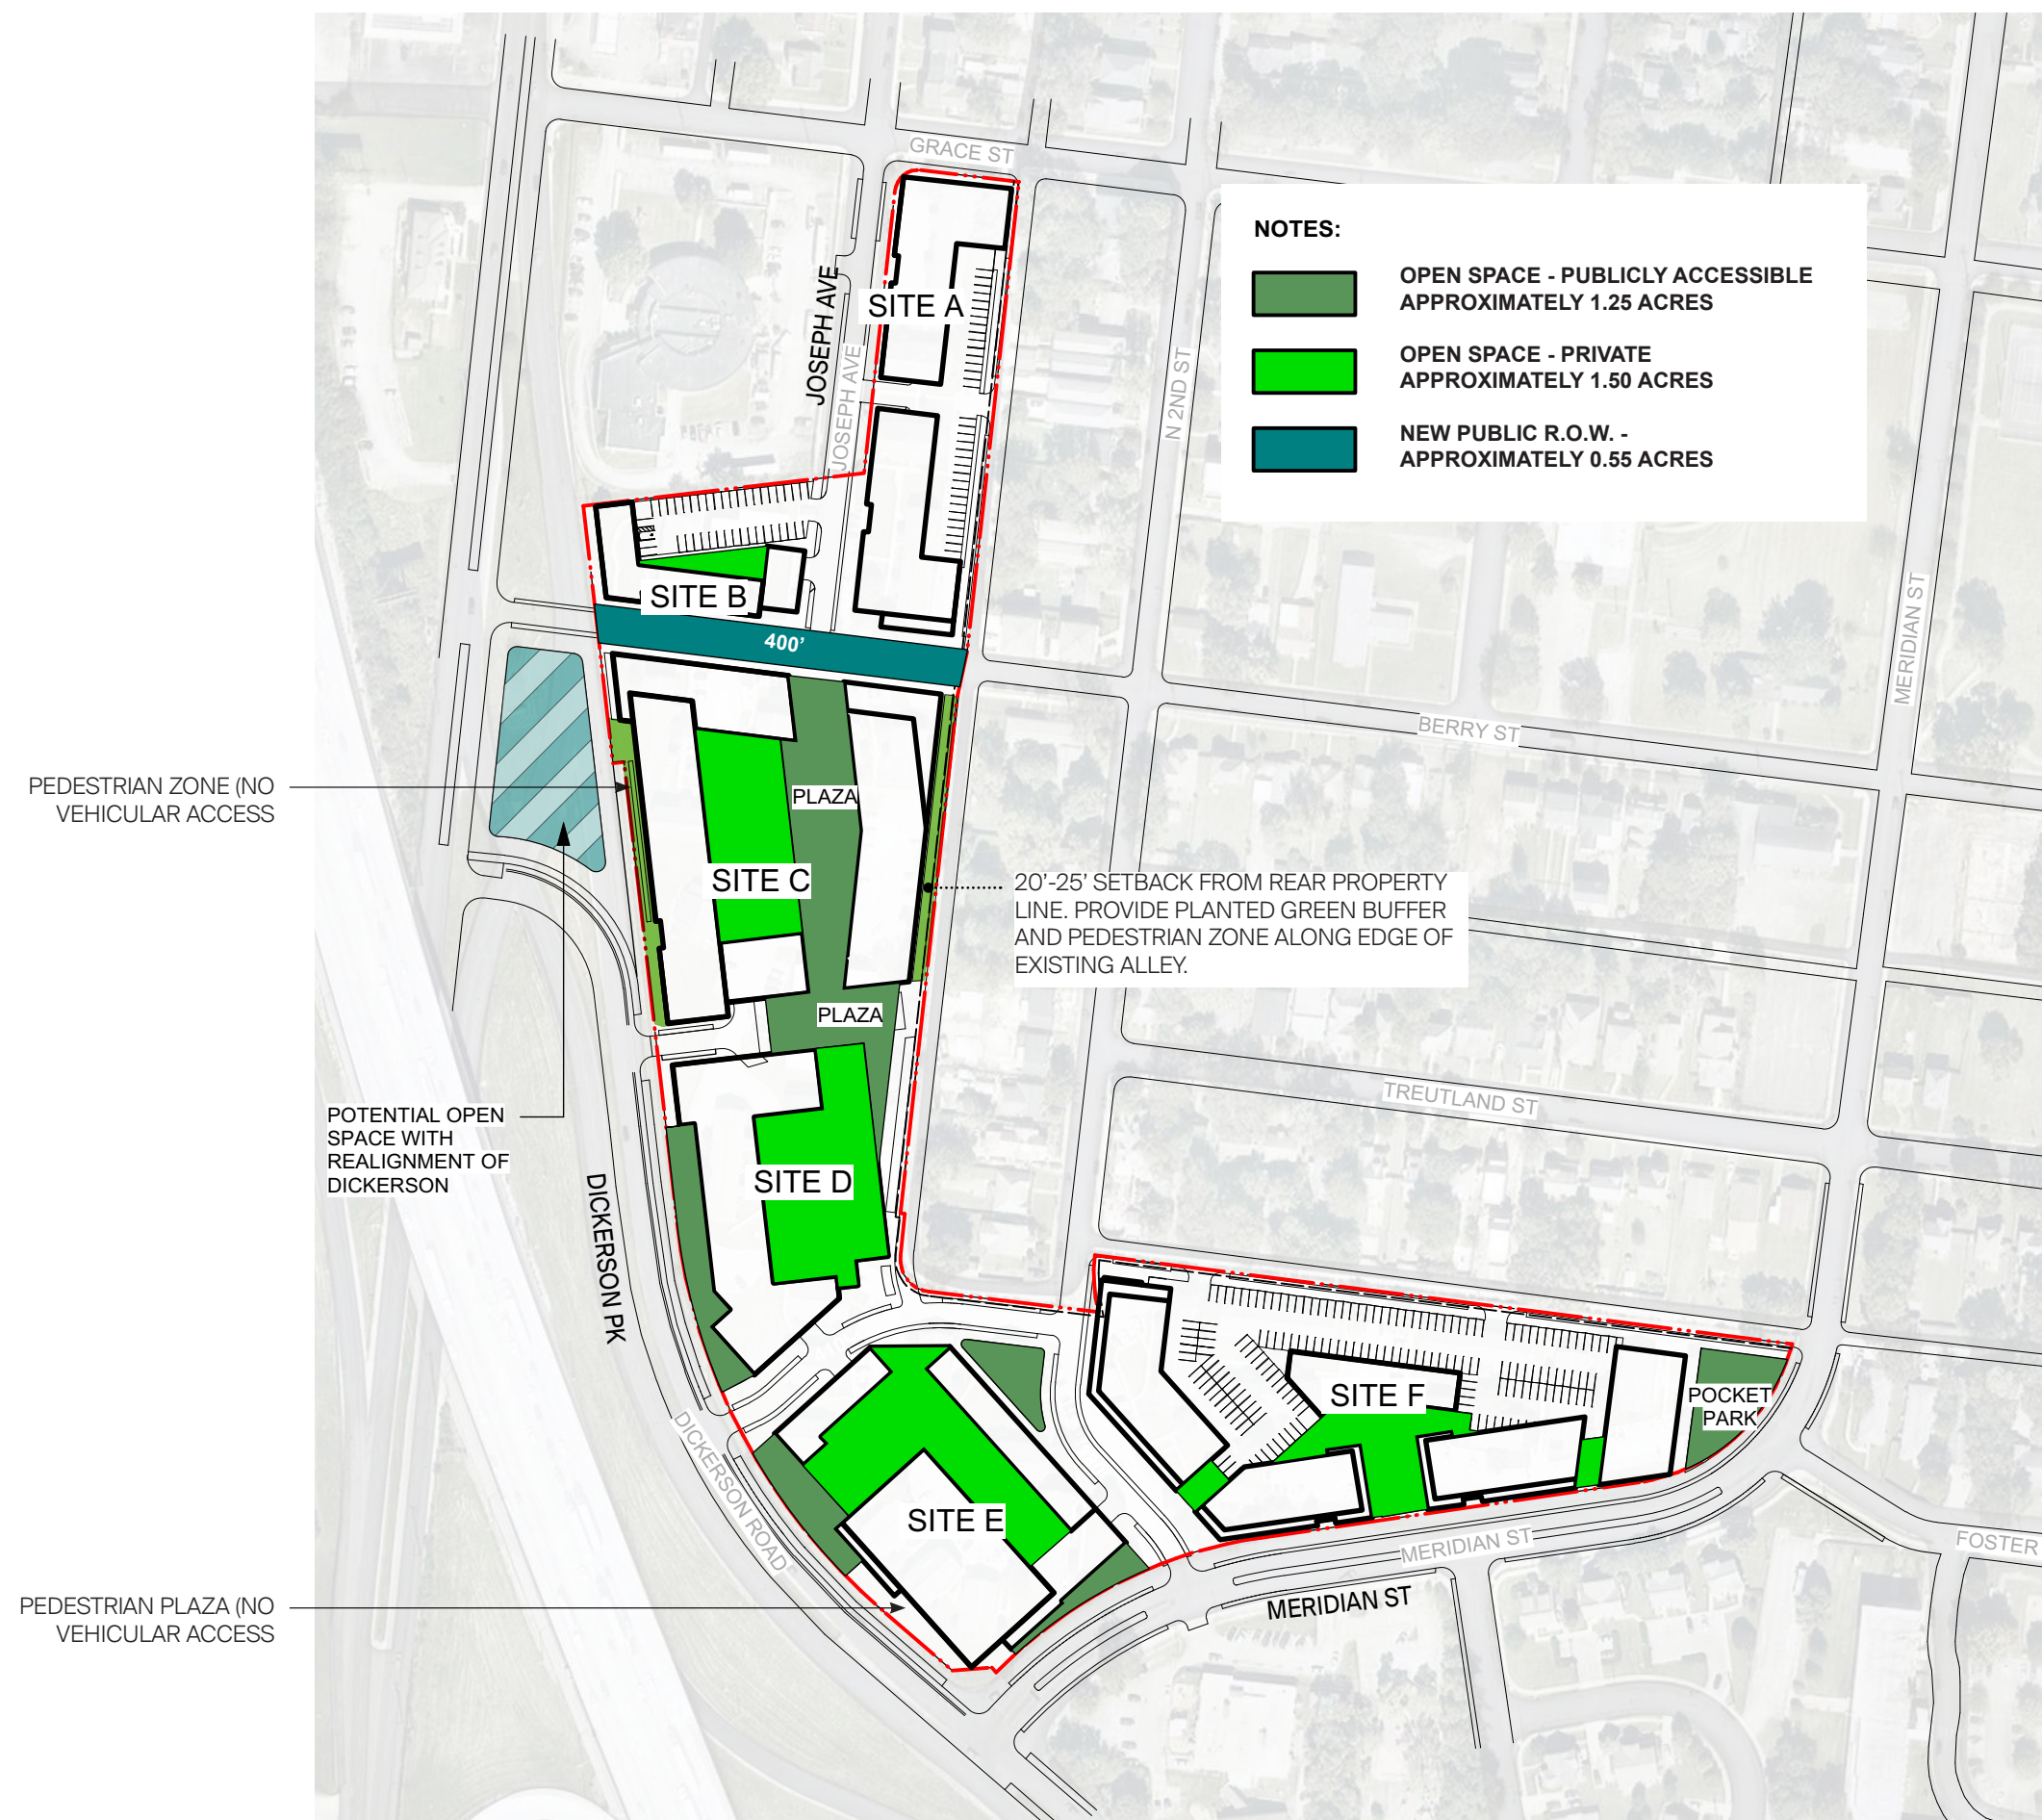 GRACE ST
NOTES:
OPEN SPACE - PUBLICLY ACCESSIBLE
APPROXIMATELY 1.25 ACRES
OPEN SPACE - PRIVATE
APPROXIMATELY 1.50 ACRES
NEW PUBLIC R.O.W. -
APPROXIMATELY 0.55 ACRES
SITE A
JOSEPH AVE
JOSEPH AVE
N 2ND ST
MERIDIAN ST
SITE B
400’
BERRY ST
PEDESTRIAN ZONE (NO
VEHICULAR ACCESS
PLAZA
SITE C
20’-25’ SETBACK FROM REAR PROPERTY
LINE. PROVIDE PLANTED GREEN BUFFER
AND PEDESTRIAN ZONE ALONG EDGE OF
EXISTING ALLEY.
PLAZA
TREUTLAND ST
POTENTIAL OPEN
SPACE WITH
REALIGNMENT OF
DICKERSON
SITE D
DICKERSON PK
SITE F
POCKET
PARK
DICKERSON ROAD
SITE E
MERIDIAN ST
FOSTER
MERIDIAN ST
PEDESTRIAN PLAZA (NO
VEHICULAR ACCESS